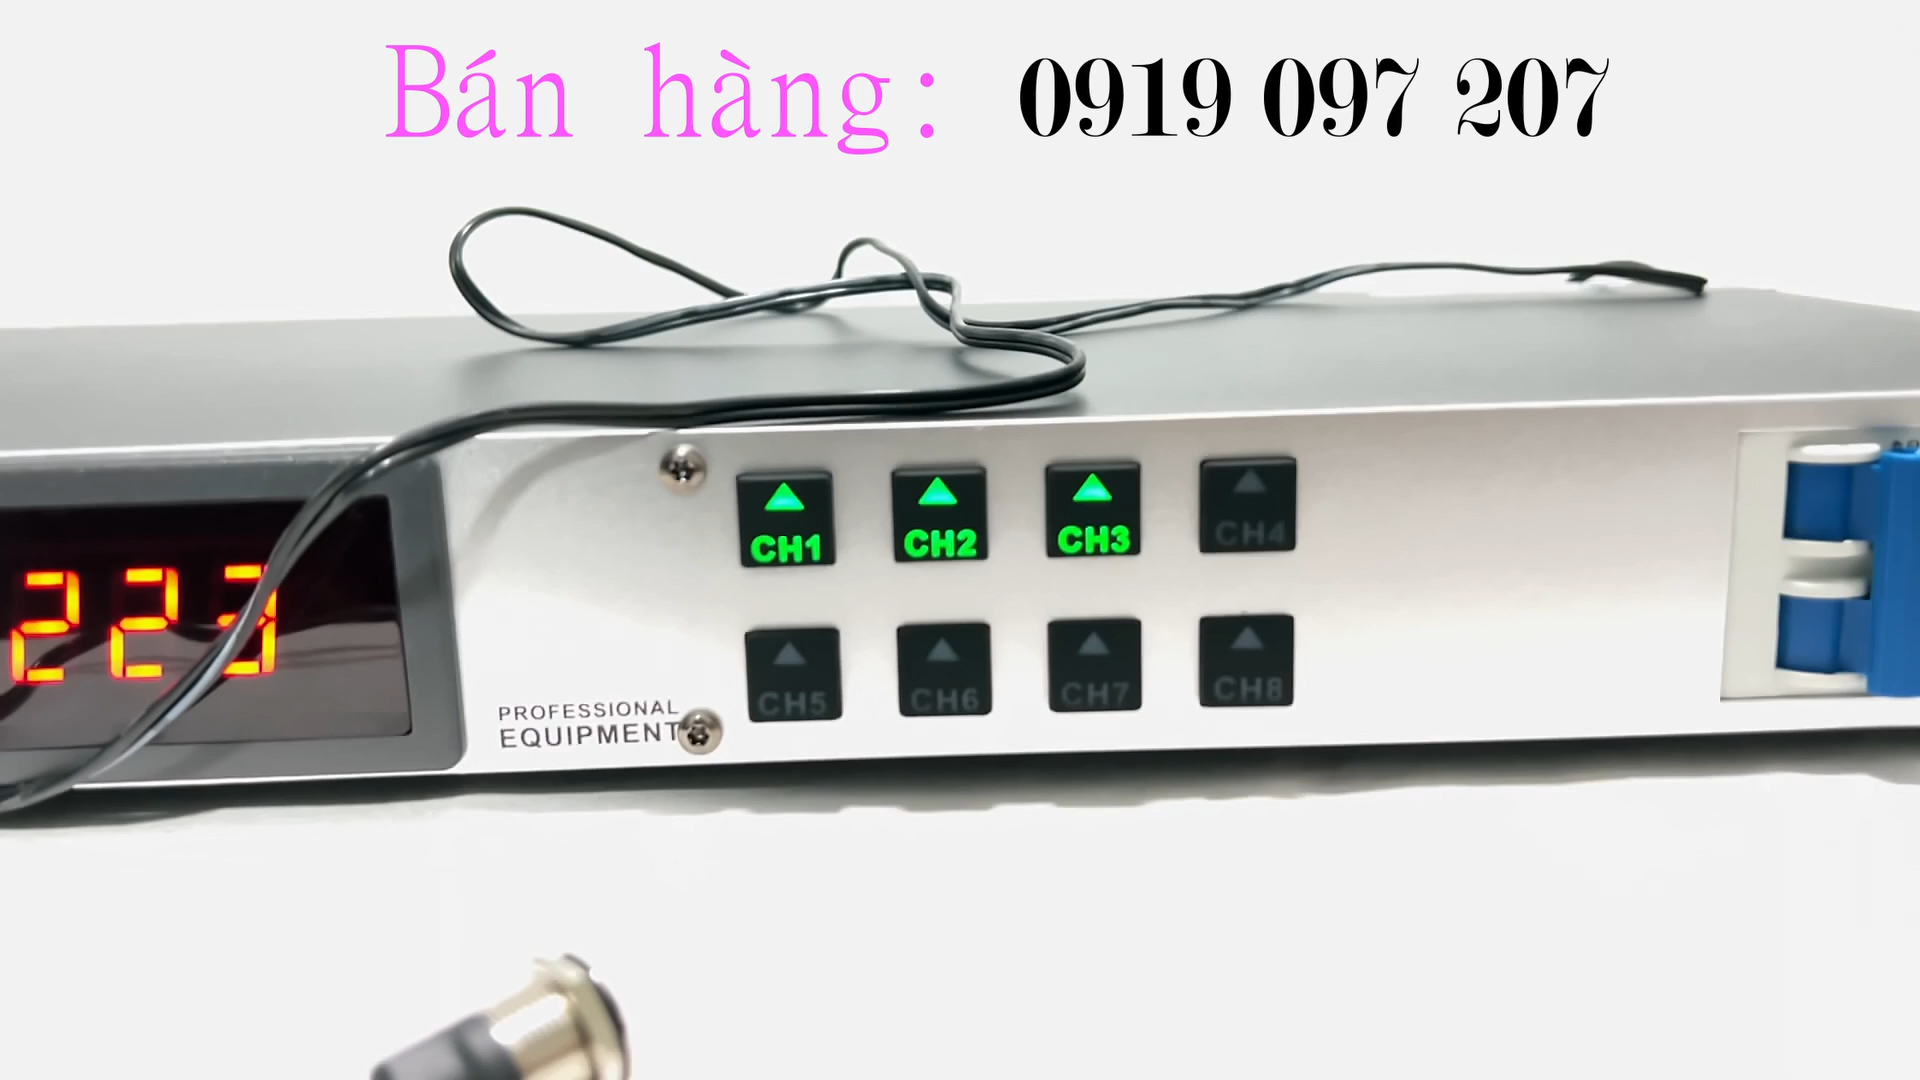 Bán hàng: 0919 097 207
223
CH1 CH2 CH3 CH4
CH5 CH6 CH7 CH8
PROFESSIONAL
EQUIPMENT